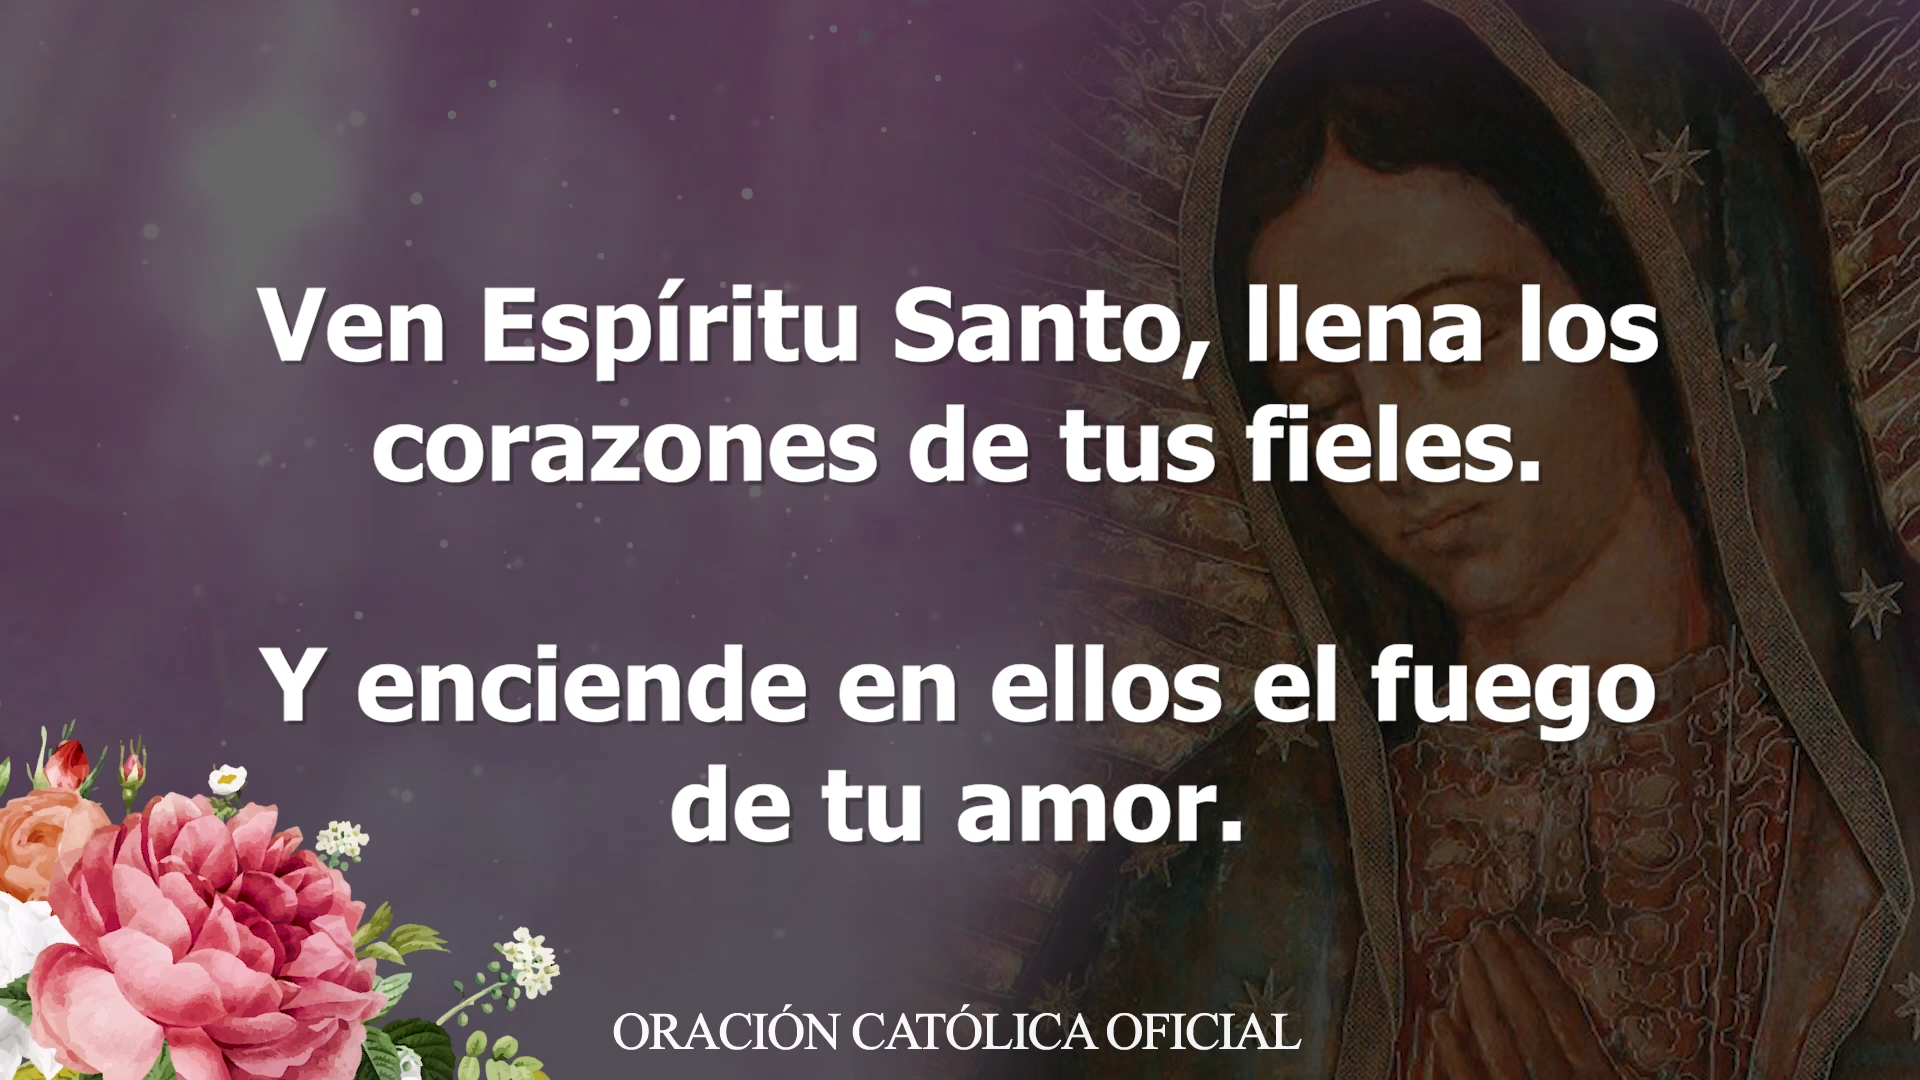 Ven Espíritu Santo, llena los
corazones de tus fieles.
Y enciende en ellos el fuego
de tu amor.
ORACIÓN CATÓLICA OFICIAL